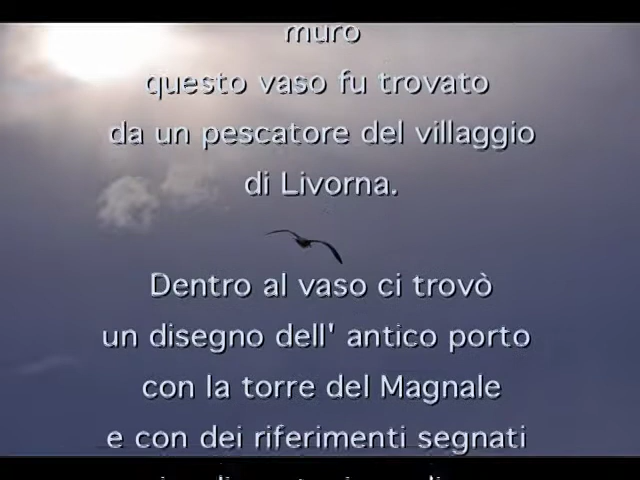 muro
questo vaso fu trovato
da un pescatore del villaggio
di Livorna.
Dentro al vaso ci trovò
un disegno dell' antico porto
con la torre del Magnale
e con dei riferimenti segnati